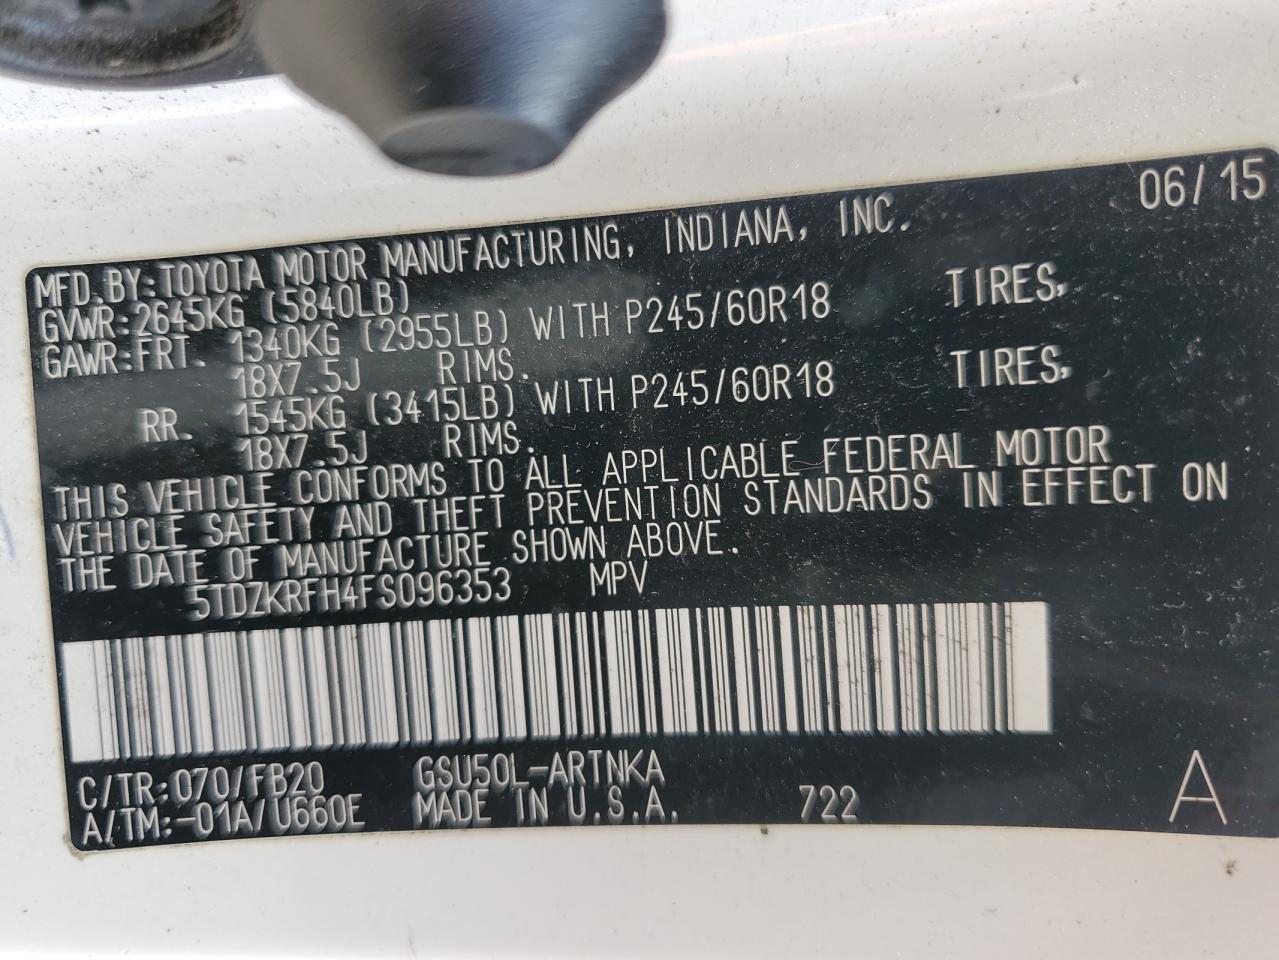 06/15
MFD.BY:TOYOTA MOTOR MANUFACTURING, INDIANA, INC.
GVWR:2645KG (5840LB)
GAWR:FRT. 1340KG (2955LB) WITH P245/60R18 TIRES,
18X7.5J RIMS.
RR. 1545KG (3415LB) WITH P245/60R18 TIRES,
18X7.5J RIMS.
THIS VEHICLE CONFORMS TO ALL APPLICABLE FEDERAL MOTOR
VEHICLE SAFETY AND THEFT PREVENTION STANDARDS IN EFFECT ON
THE DATE OF MANUFACTURE SHOWN ABOVE.
5TDZKRFH4FS096353 MPV
C/TR:070/FB20 GSU50L-ARTNKA
A/TM:-01A/U660E MADE IN U.S.A. 722 A